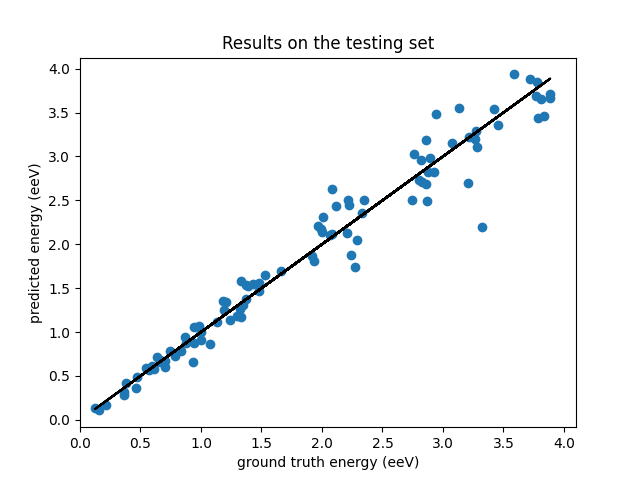 Results on the testing set
4.0
3.5
3.0
2.5
2.0
1.5
1.0
0.5
0.0
predicted energy (eeV)
0.0 0.5 1.0 1.5 2.0 2.5 3.0 3.5 4.0
ground truth energy (eeV)